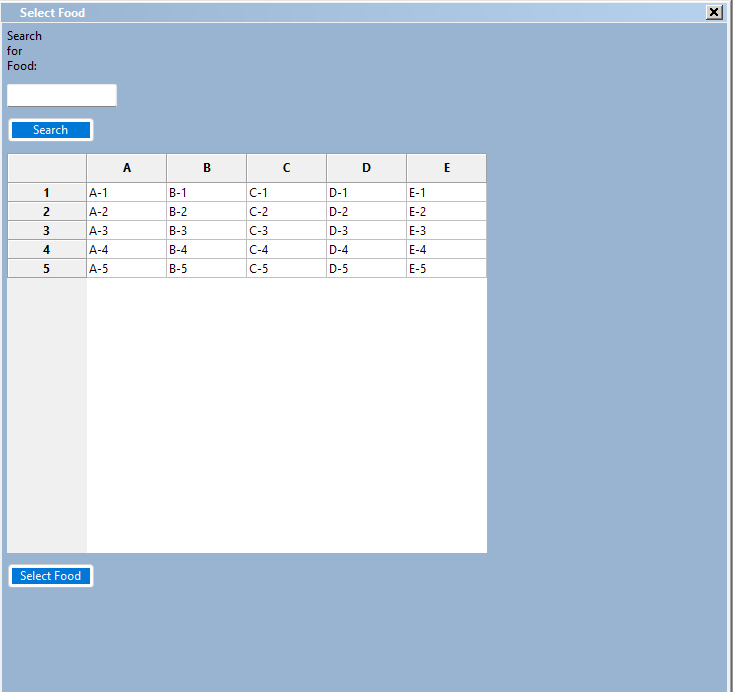 Select Food
Search
for
Food:
Search
A B C D E
1 A-1 B-1 C-1 D-1 E-1
2 A-2 B-2 C-2 D-2 E-2
3 A-3 B-3 C-3 D-3 E-3
4 A-4 B-4 C-4 D-4 E-4
5 A-5 B-5 C-5 D-5 E-5
Select Food